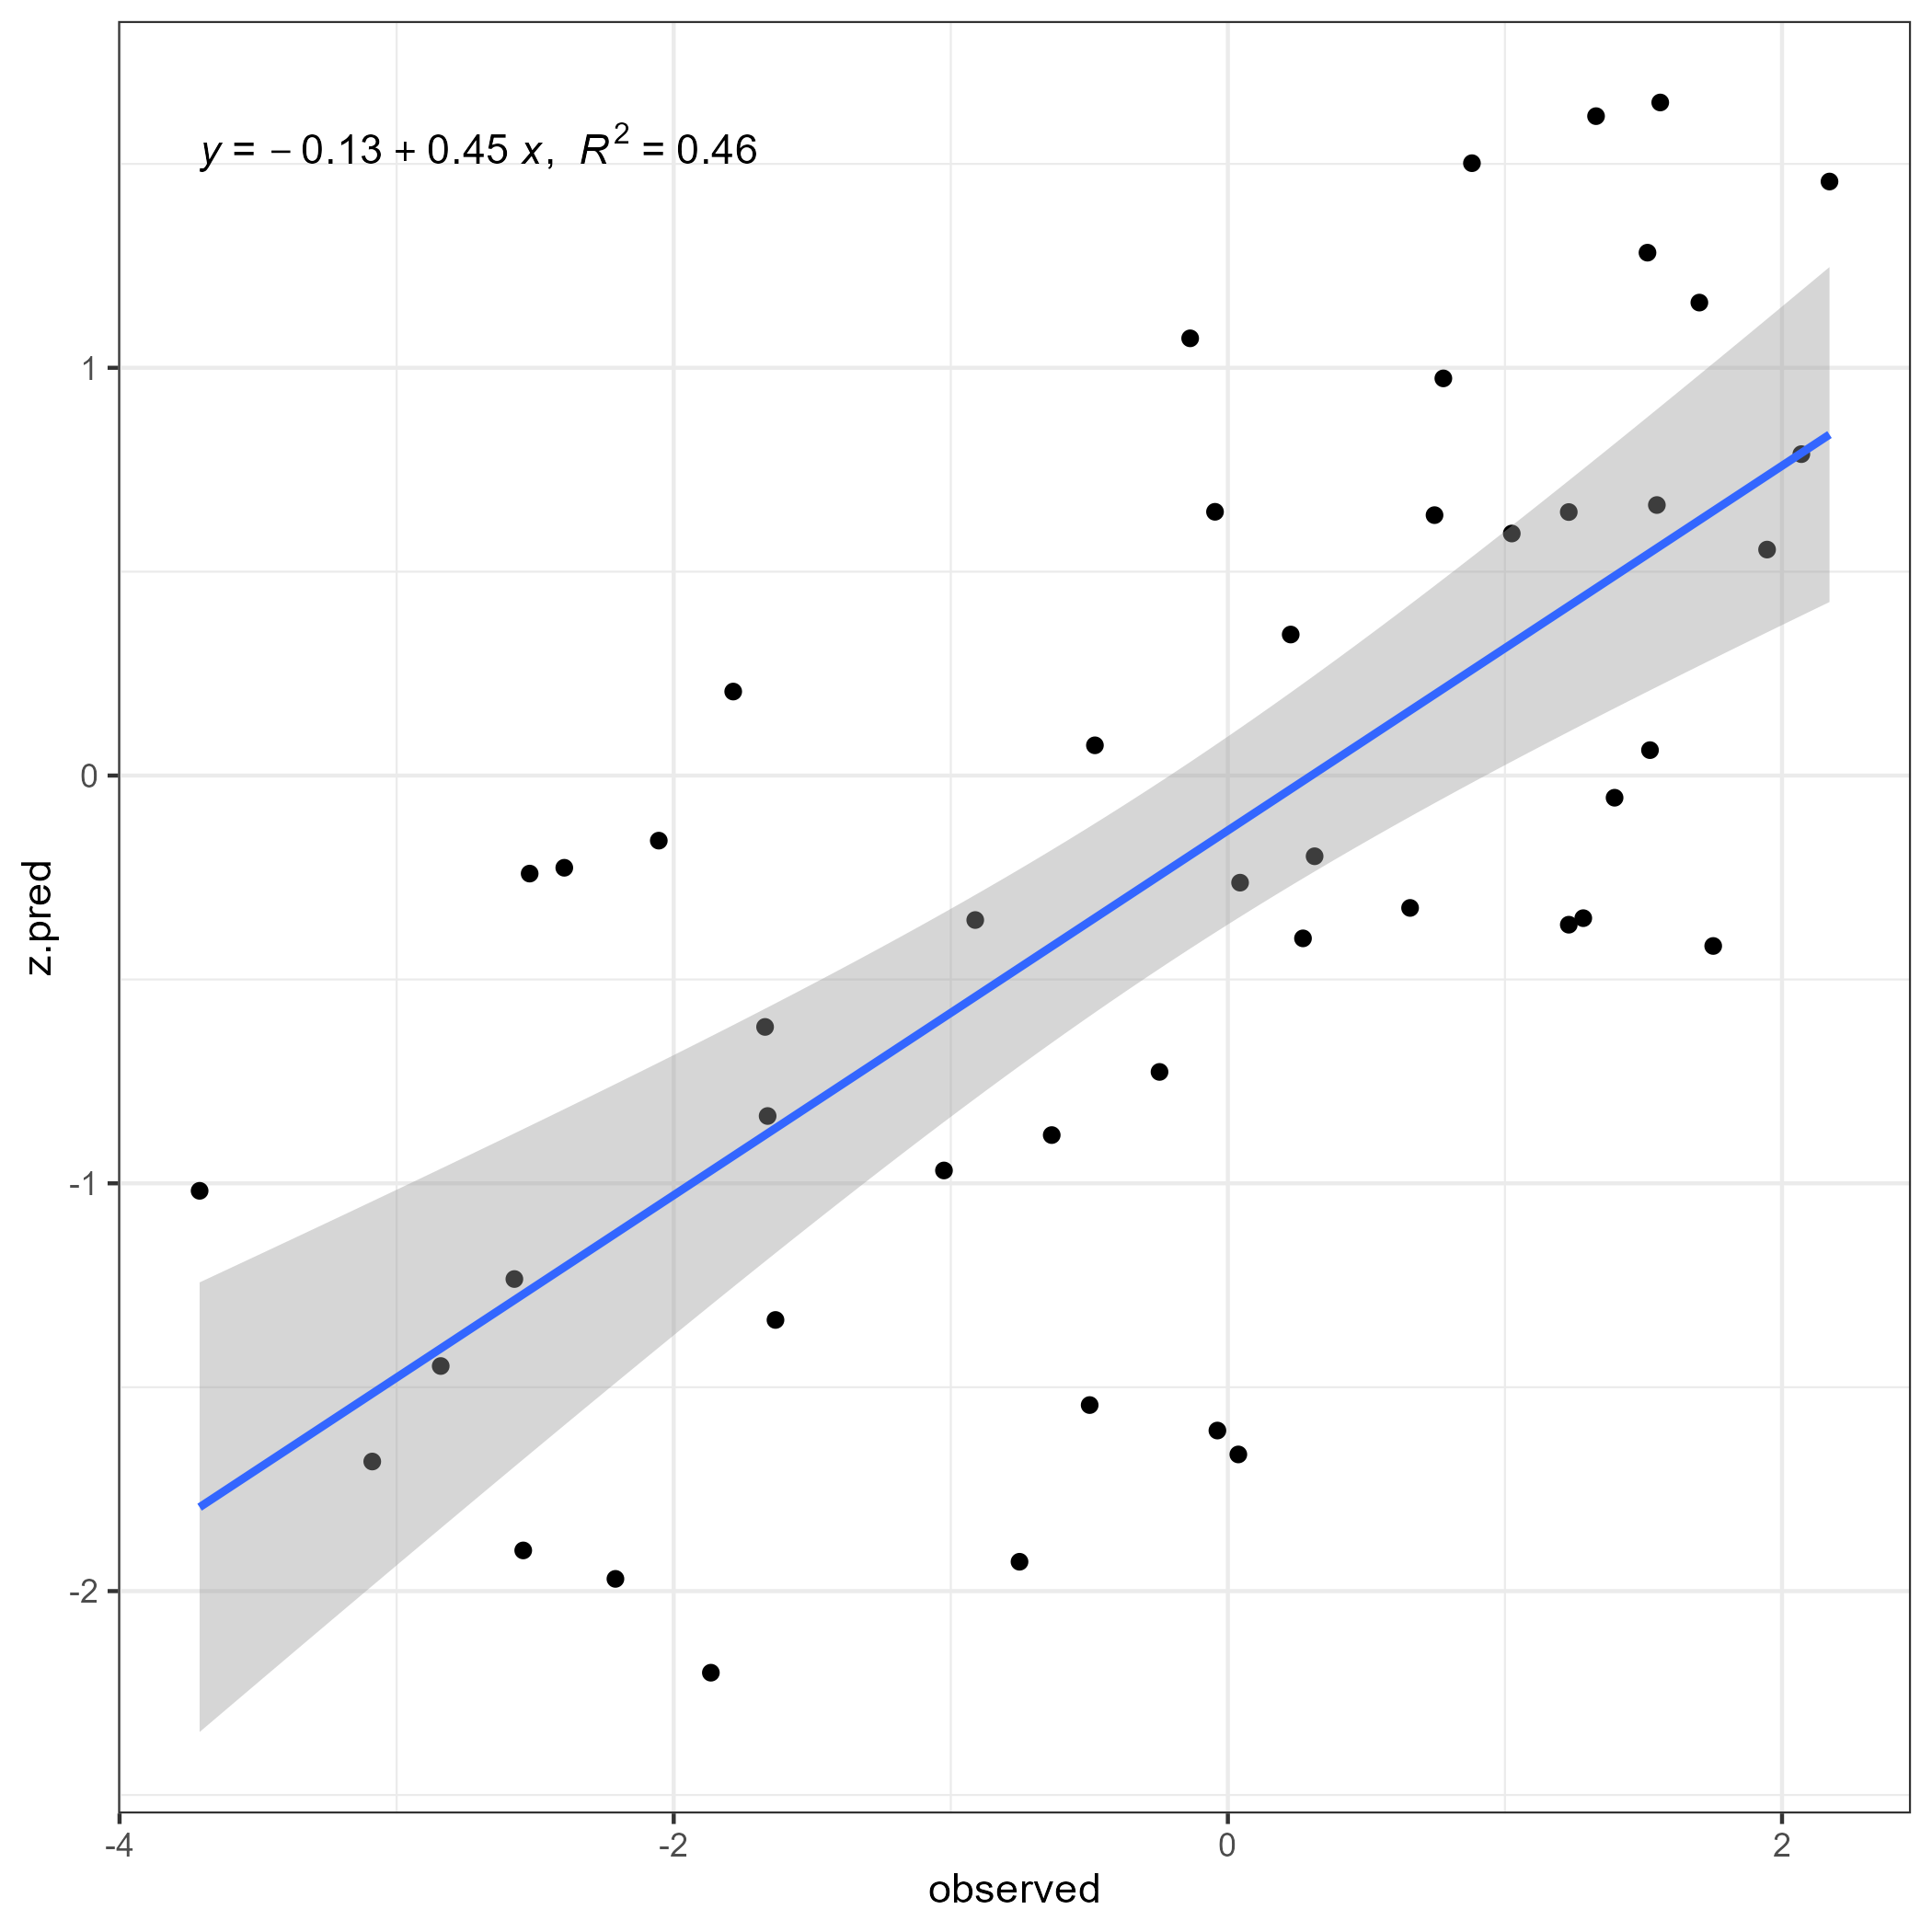 y = − 0.13 + 0.45 x, R² = 0.46
1
0
-1
-2
z.pred
-4 -2 0 2
observed